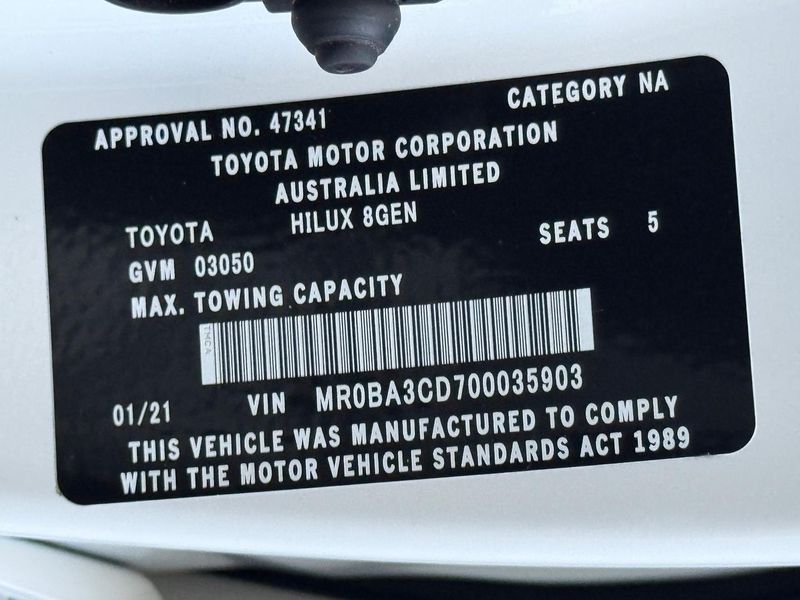 APPROVAL NO. 47341 CATEGORY NA
TOYOTA MOTOR CORPORATION
AUSTRALIA LIMITED
TOYOTA HILUX 8GEN
GVM 03050 SEATS 5
MAX. TOWING CAPACITY
TMCA
01/21 VIN MR0BA3CD700035903
THIS VEHICLE WAS MANUFACTURED TO COMPLY
WITH THE MOTOR VEHICLE STANDARDS ACT 1989